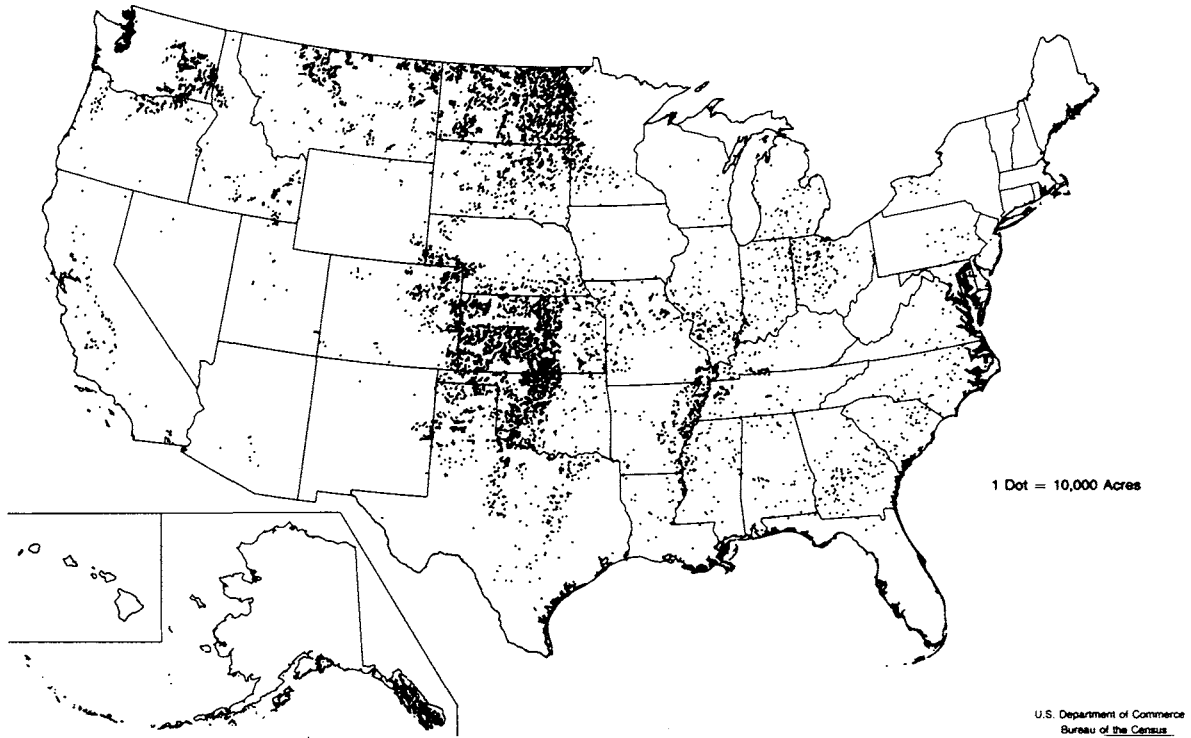 1 Dot = 10,000 Acres
U.S. Department of Commerce
Bureau of the Census